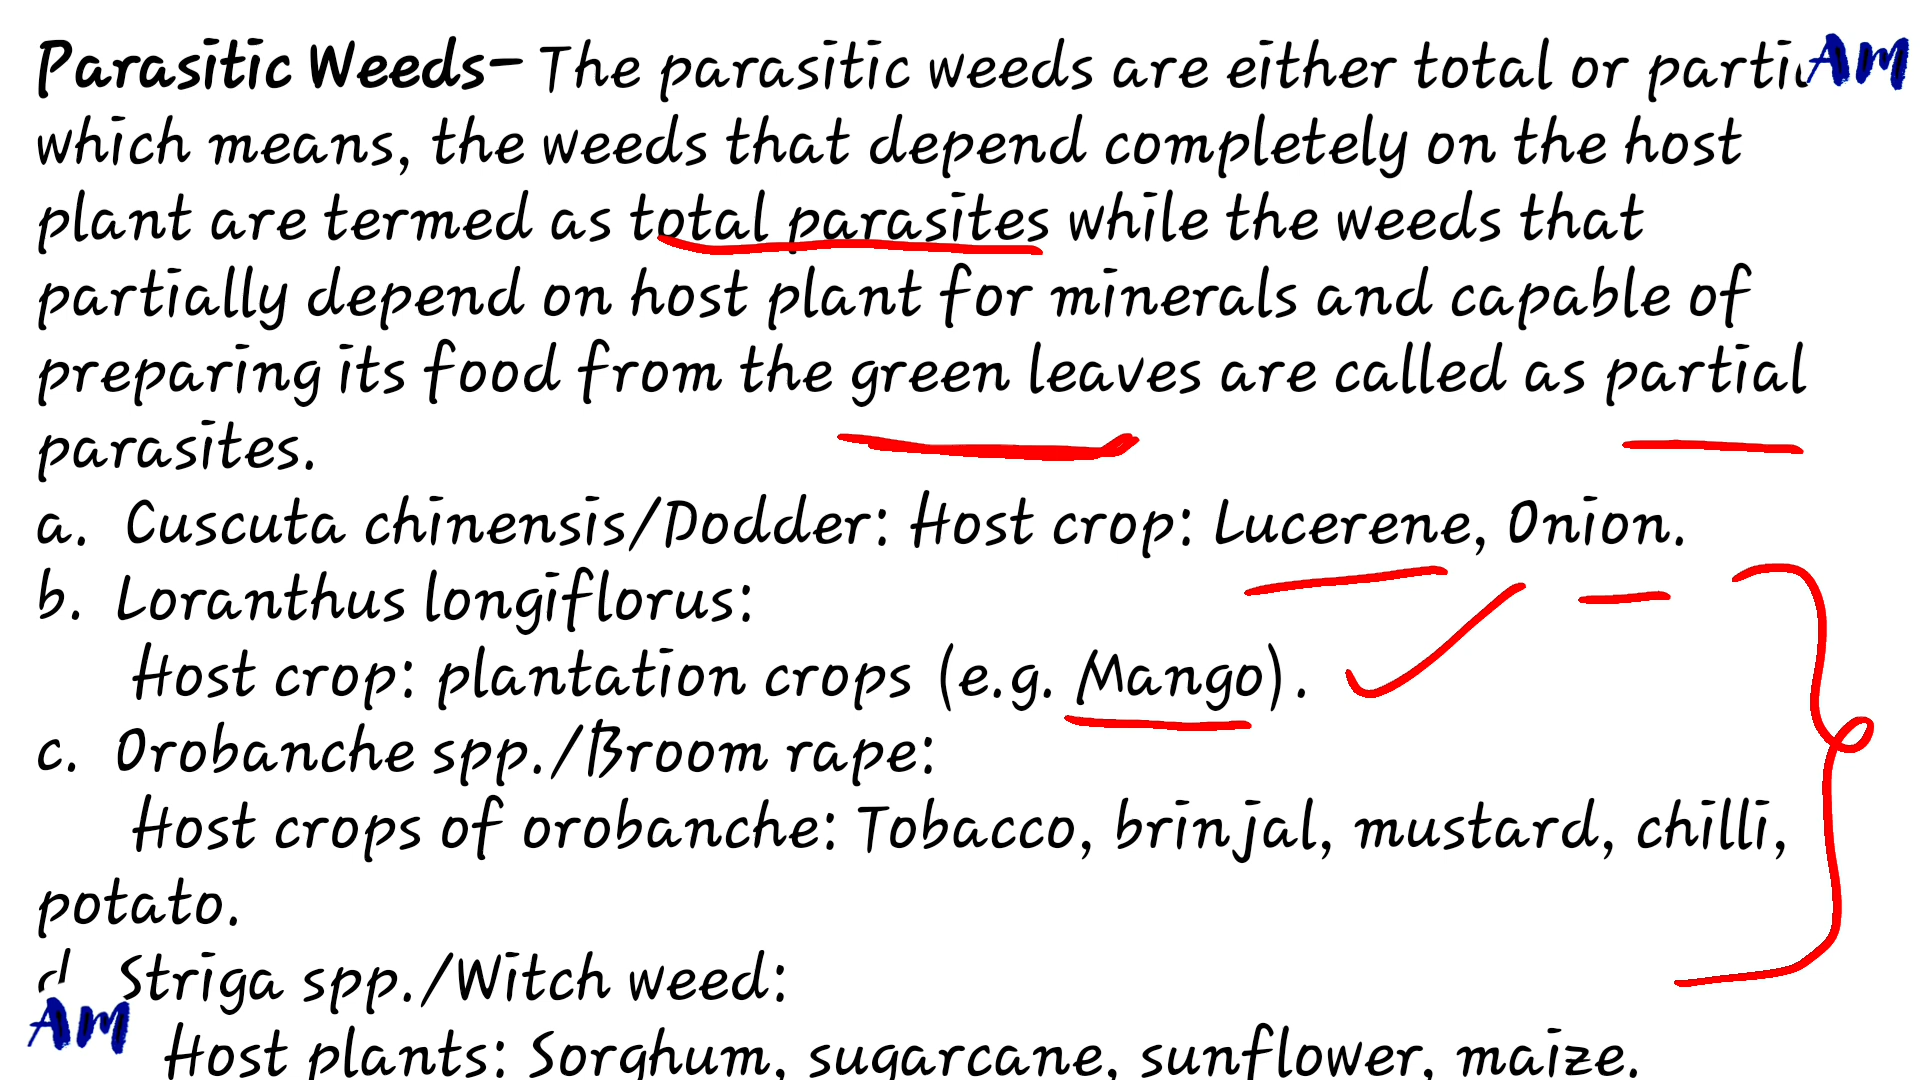 Parasitic Weeds- The parasitic weeds are either total or AM
which means, the weeds that depend completely on the host
plant are termed as total parasites while the weeds that
partially depend on host plant for minerals and capable of
preparing its food from the green leaves are called as partial
parasites.
a. Cuscuta chinensis/Dodder: Host crop: Lucerene, Onion.
b. Loranthus longiflorus:
Host crop: plantation crops (e.g. Mango).
c. Orobanche spp./Broom rape:
Host crops of orobanche: Tobacco, brinjal, mustard, chilli,
potato.
d Striga spp./Witch weed:
AM
Host plants: Sorghum, sugarcane, sunflower, maize.